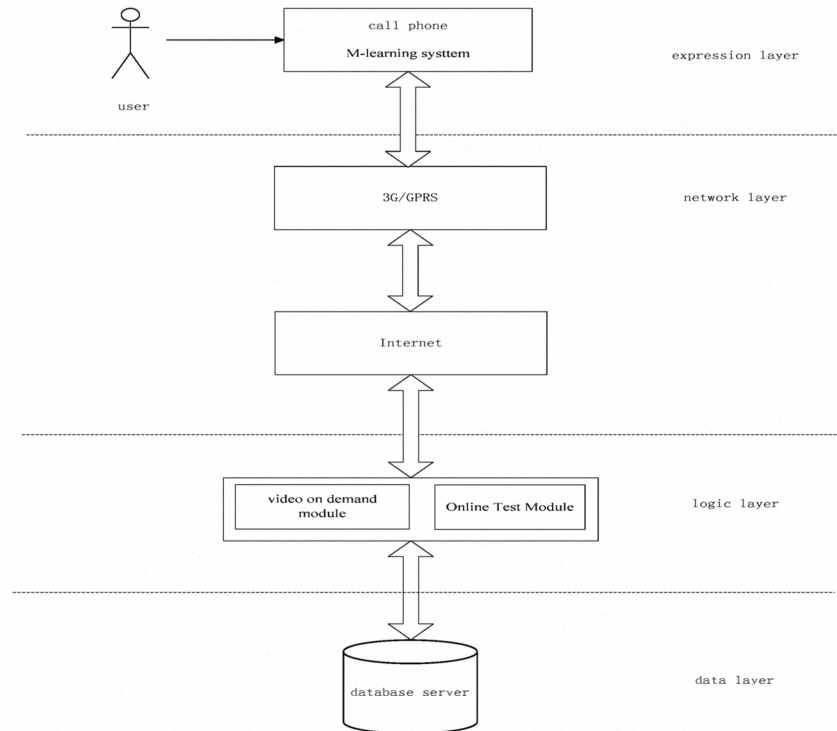 call phone
M-learning systtem
expression layer
user
3G/GPRS
network layer
Internet
video on demand
module
Online Test Module
logic layer
database server
data layer